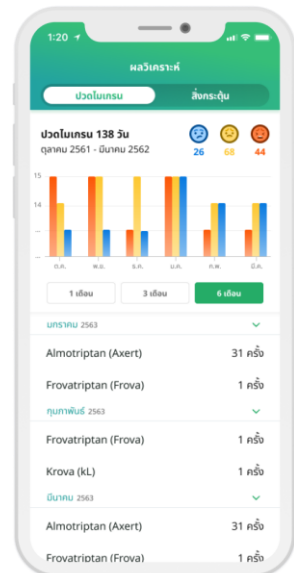 1:20
ผลวิเคราะห์
ปวดไมเกรน สิ่งกระตุ้น
ปวดไมเกรน 138 วัน
ตุลาคม 2561 - มีนาคม 2562
26 68 44
15
14
ต.ค. พ.ย. ธ.ค. ม.ค. ก.พ. มี.ค.
1 เดือน 3 เดือน 6 เดือน
มกราคม 2563
Almotriptan (Axert) 31 ครั้ง
Frovatriptan (Frova) 1 ครั้ง
กุมภาพันธ์ 2563
Frovatriptan (Frova) 1 ครั้ง
Krova (kL) 1 ครั้ง
มีนาคม 2563
Almotriptan (Axert) 31 ครั้ง
Frovatriptan (Frova) 1 ครั้ง